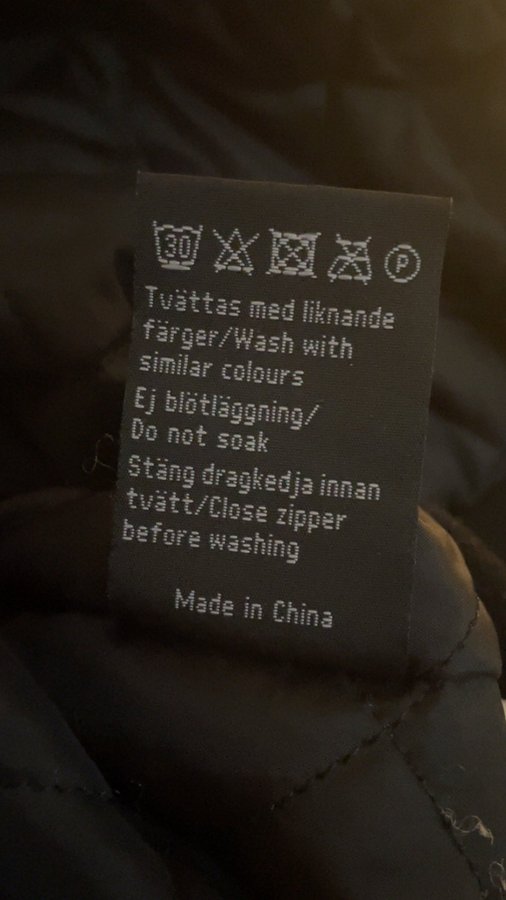 30 P
Tvättas med liknande
färger/Wash with
similar colours
Ej blötläggning/
Do not soak
Stäng dragkedja innan
tvätt/Close zipper
before washing
Made in China